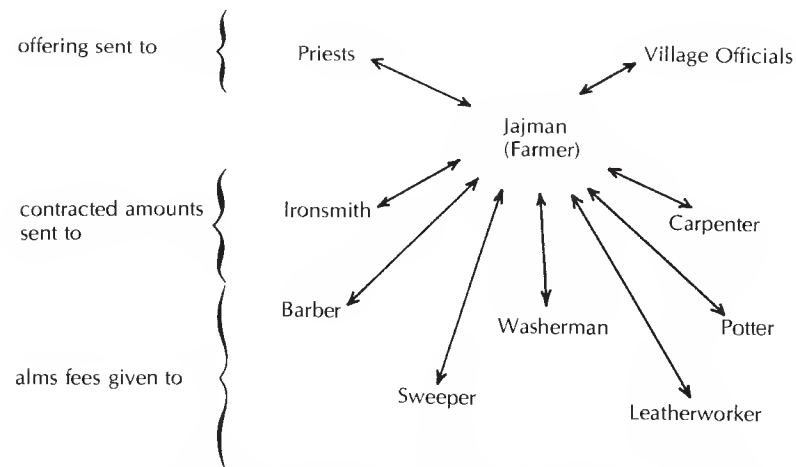 offering sent to
Priests
Village Officials
Jajman
(Farmer)
contracted amounts
sent to
Ironsmith
Carpenter
Barber
Washerman
Potter
alms fees given to
Sweeper
Leatherworker